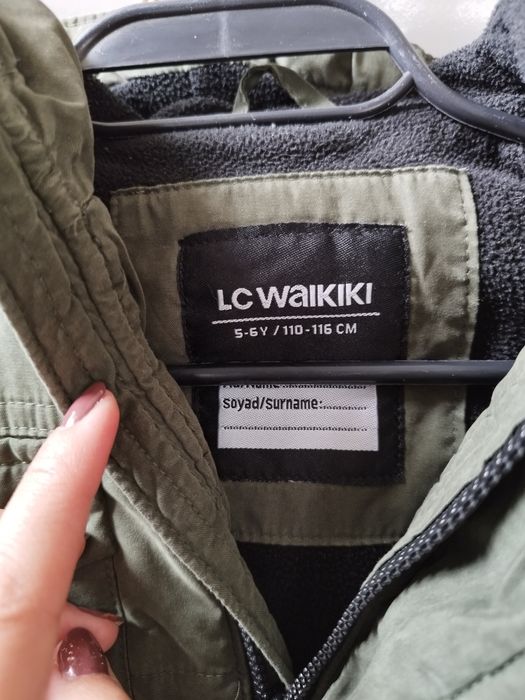 LC WAIKIKI
5-6Y / 110-116 CM
Soyad/Surname: